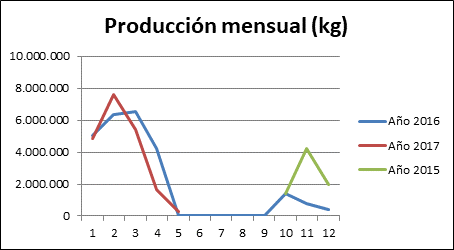 Producción mensual (kg)
10.000.000
8.000.000
6.000.000
4.000.000
2.000.000
0
1 2 3 4 5 6 7 8 9 10 11 12
Año 2016
Año 2017
Año 2015